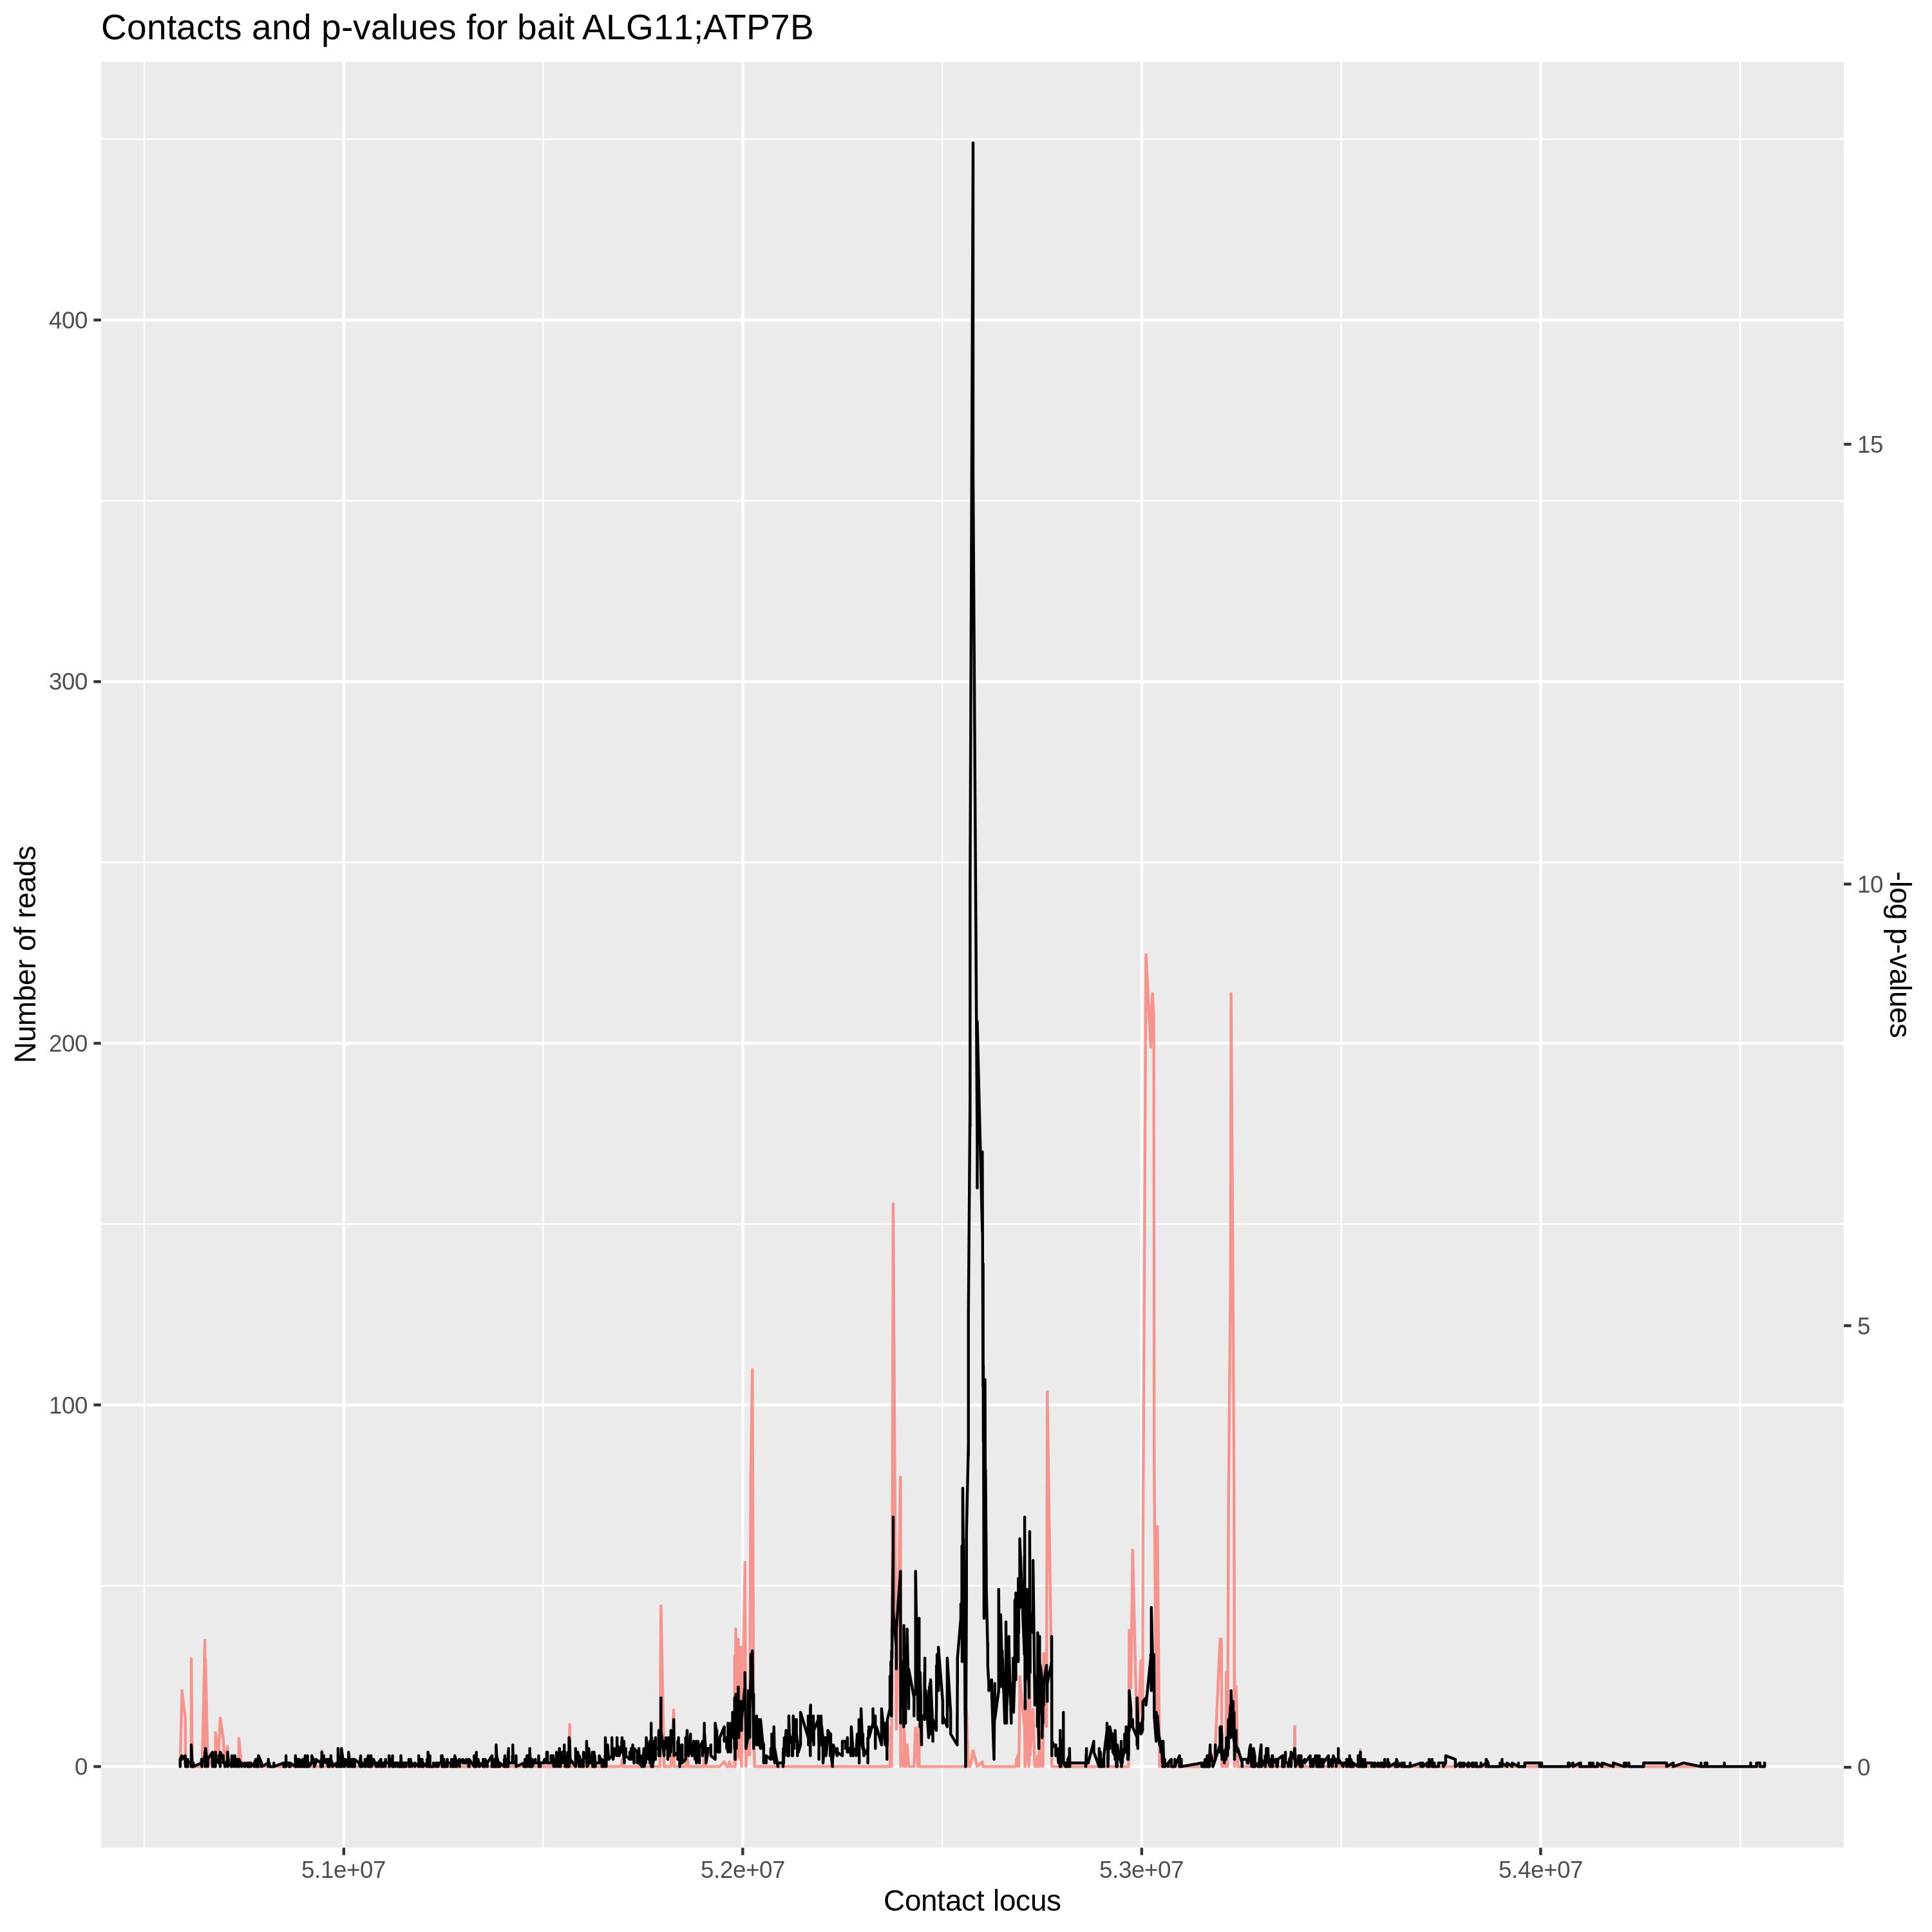 Contacts and p-values for bait ALG11;ATP7B
Number of reads
400
300
200
100
0
15
10
5
0
-log p-values
5.1e+07
5.2e+07
5.3e+07
5.4e+07
Contact locus